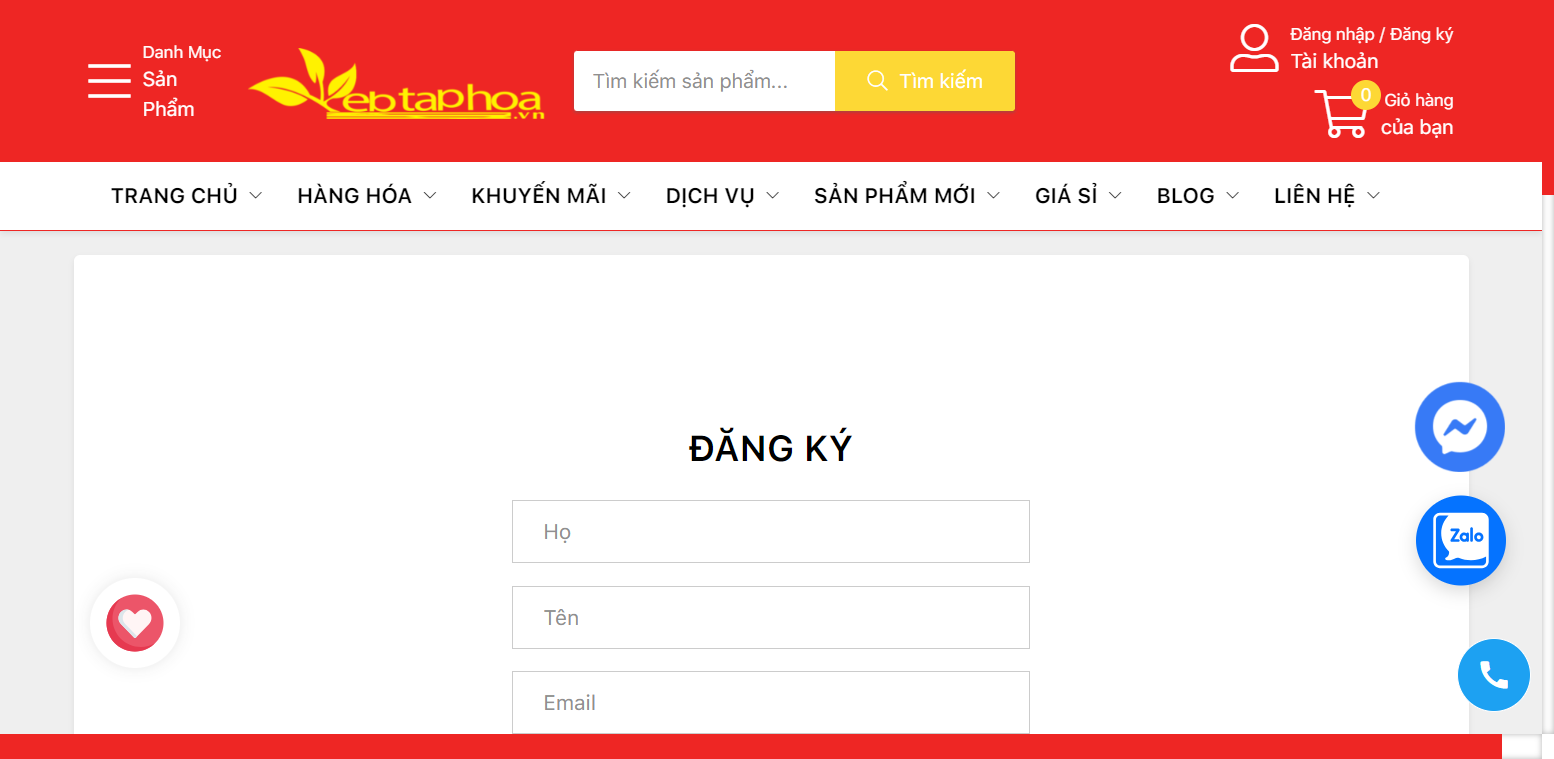 Danh Mục
Sản
Phẩm
ebtaphoa
.vn
Tìm kiếm sản phẩm...
Tìm kiếm
Đăng nhập / Đăng ký
Tài khoản
0
Giỏ hàng
của bạn
TRANG CHỦ
HÀNG HÓA
KHUYẾN MÃI
DỊCH VỤ
SẢN PHẨM MỚI
GIÁ SỈ
BLOG
LIÊN HỆ
ĐĂNG KÝ
Họ
Tên
Email
Zalo